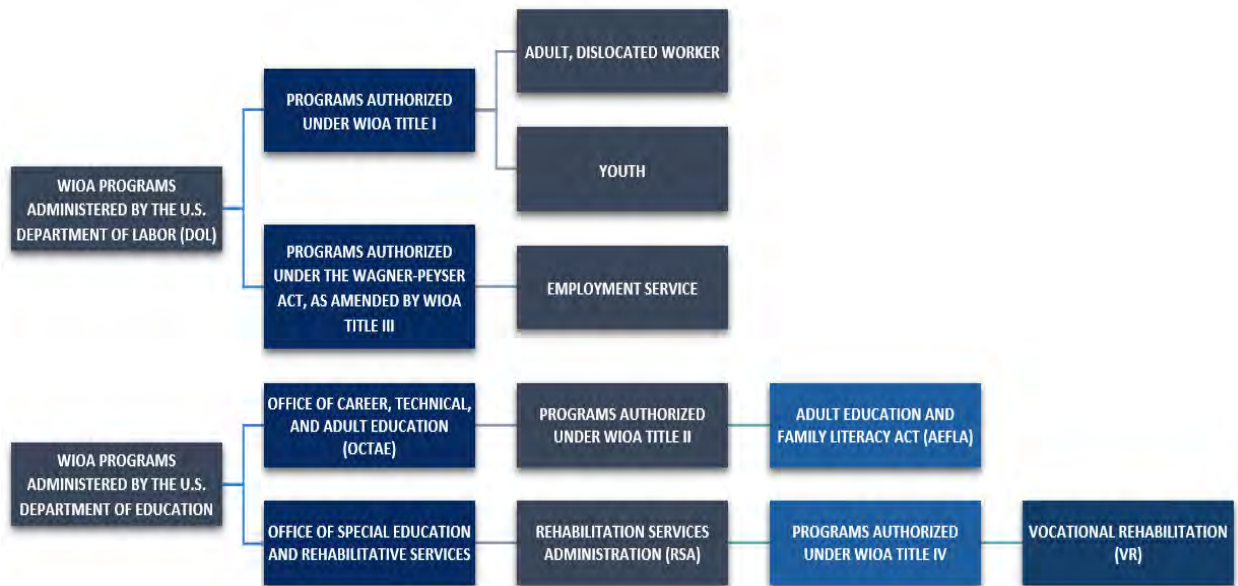 ADULT, DISLOCATED WORKER
PROGRAMS AUTHORIZED
UNDER WIOA TITLE I
YOUTH
WIOA PROGRAMS
ADMINISTERED BY THE U.S.
DEPARTMENT OF LABOR (DOL)
PROGRAMS AUTHORIZED
UNDER THE WAGNER-PEYSER
ACT, AS AMENDED BY WIOA
TITLE III
EMPLOYMENT SERVICE
OFFICE OF CAREER, TECHNICAL,
AND ADULT EDUCATION
(OCTAE)
PROGRAMS AUTHORIZED
UNDER WIOA TITLE II
ADULT EDUCATION AND
FAMILY LITERACY ACT (AEFLA)
WIOA PROGRAMS
ADMINISTERED BY THE U.S.
DEPARTMENT OF EDUCATION
OFFICE OF SPECIAL EDUCATION
AND REHABILITATIVE SERVICES
REHABILITATION SERVICES
ADMINISTRATION (RSA)
PROGRAMS AUTHORIZED
UNDER WIOA TITLE IV
VOCATIONAL REHABILITATION
(VR)